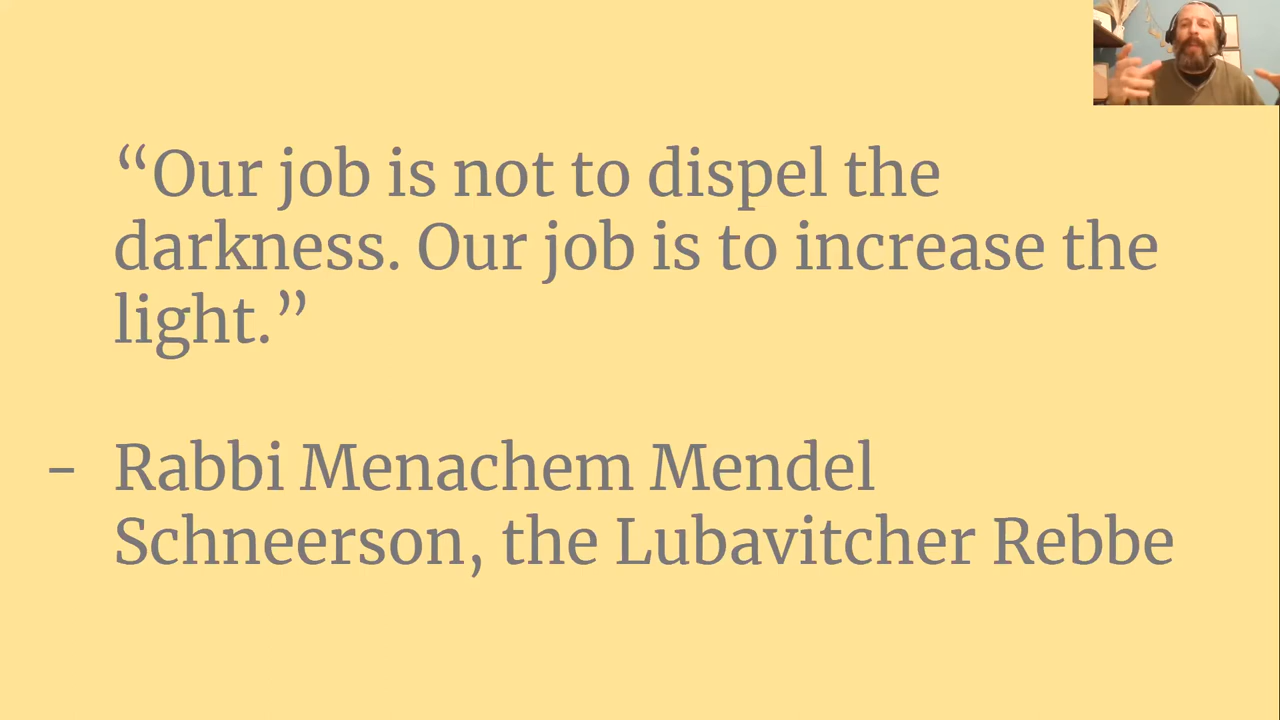 “Our job is not to dispel the
darkness. Our job is to increase the
light.”
- Rabbi Menachem Mendel
Schneerson, the Lubavitcher Rebbe